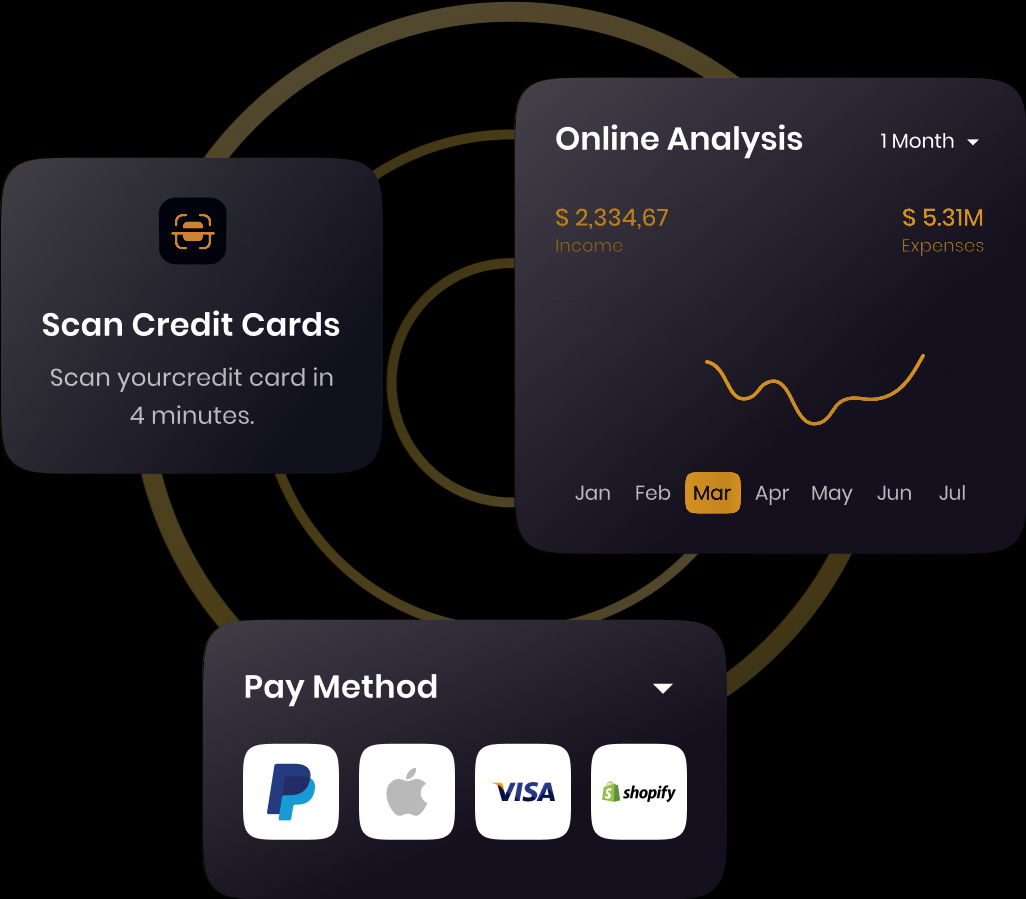 Online Analysis
1 Month
$ 2,334,67
$ 5.31M
Income
Expenses
Scan Credit Cards
Scan yourcredit card in
4 minutes.
Jan Feb Mar Apr May Jun Jul
Pay Method
VISA
shopify